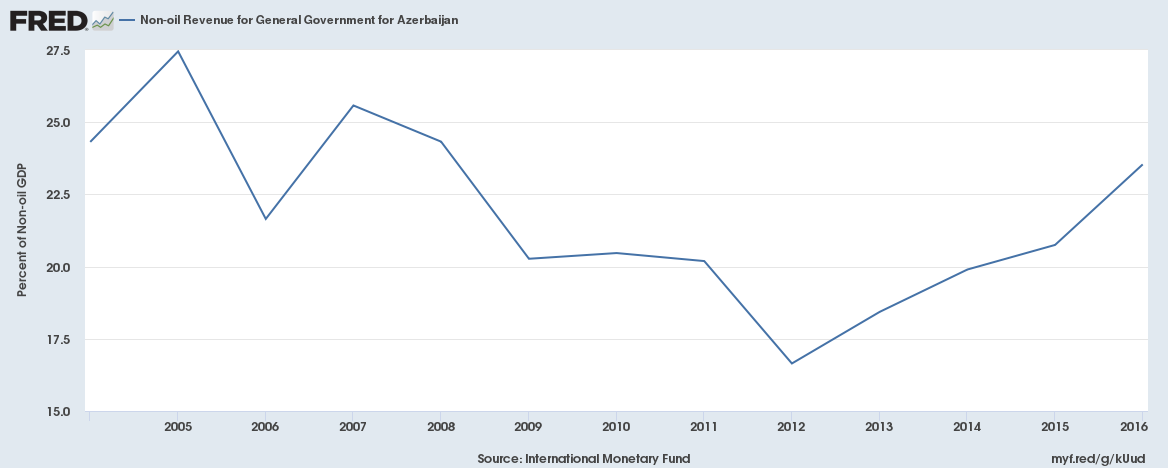 FRED
Non-oil Revenue for General Government for Azerbaijan
Percent of Non-oil GDP
27.5
25.0
22.5
20.0
17.5
15.0
2005 2006 2007 2008 2009 2010 2011 2012 2013 2014 2015 2016
Source: International Monetary Fund
myf.red/g/kUud